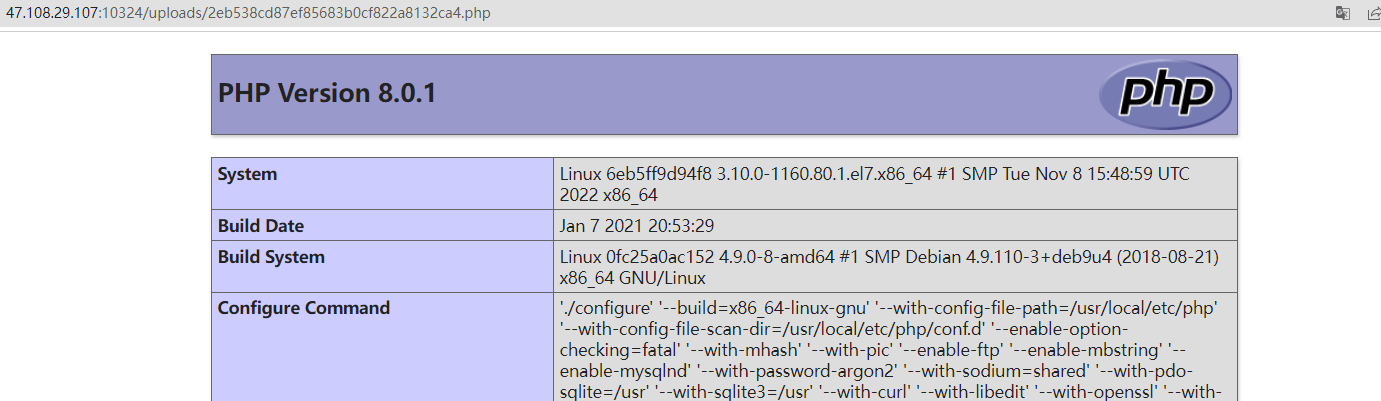 47.108.29.107:10324/uploads/2eb538cd87ef85683b0cf822a8132ca4.php
PHP Version 8.0.1
php
System
Linux 6eb5ff9d94f8 3.10.0-1160.80.1.el7.x86_64 #1 SMP Tue Nov 8 15:48:59 UTC
2022 x86_64
Build Date
Jan 7 2021 20:53:29
Build System
Linux 0fc25a0ac152 4.9.0-8-amd64 #1 SMP Debian 4.9.110-3+deb9u4 (2018-08-21)
x86_64 GNU/Linux
Configure Command
'./configure' '--build=x86_64-linux-gnu' '--with-config-file-path=/usr/local/etc/php'
'--with-config-file-scan-dir=/usr/local/etc/php/conf.d' '--enable-option-
checking=fatal' '--with-mhash' '--with-pic' '--enable-ftp' '--enable-mbstring' '--
enable-mysqlnd' '--with-password-argon2' '--with-sodium=shared' '--with-pdo-
sqlite=/usr' '--with-sqlite3=/usr' '--with-curl' '--with-libedit' '--with-openssl' '--with-